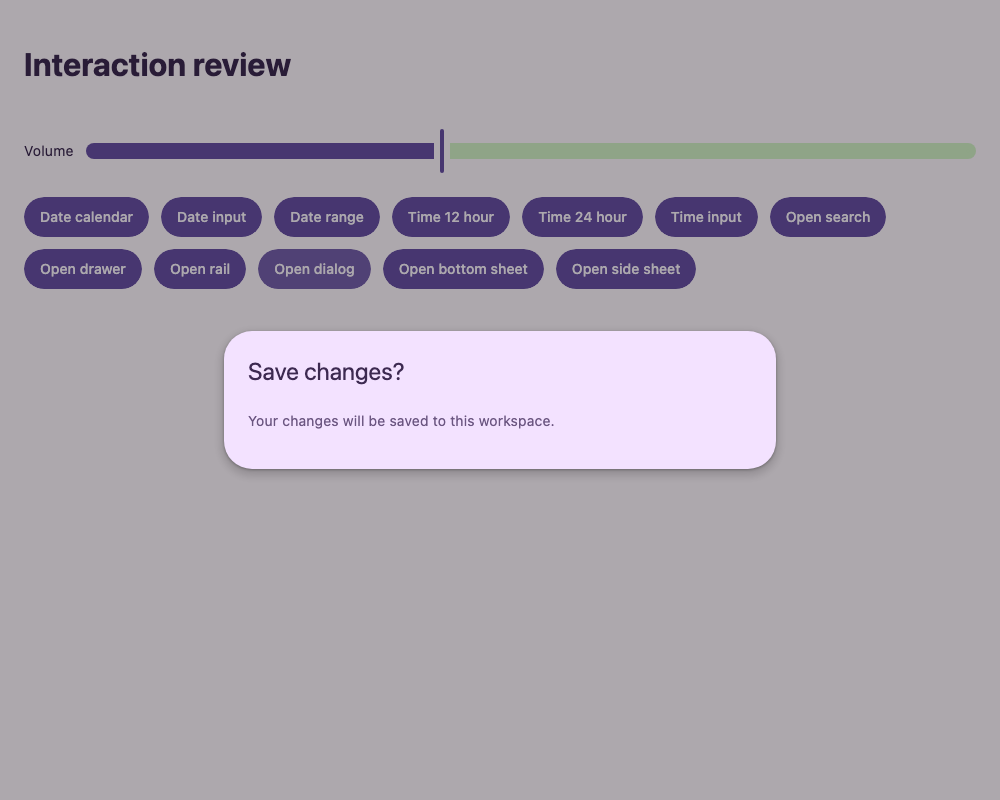 Interaction review
Volume
Date calendar Date input Date range Time 12 hour Time 24 hour Time input Open search
Open drawer Open rail Open dialog Open bottom sheet Open side sheet
Save changes?
Your changes will be saved to this workspace.